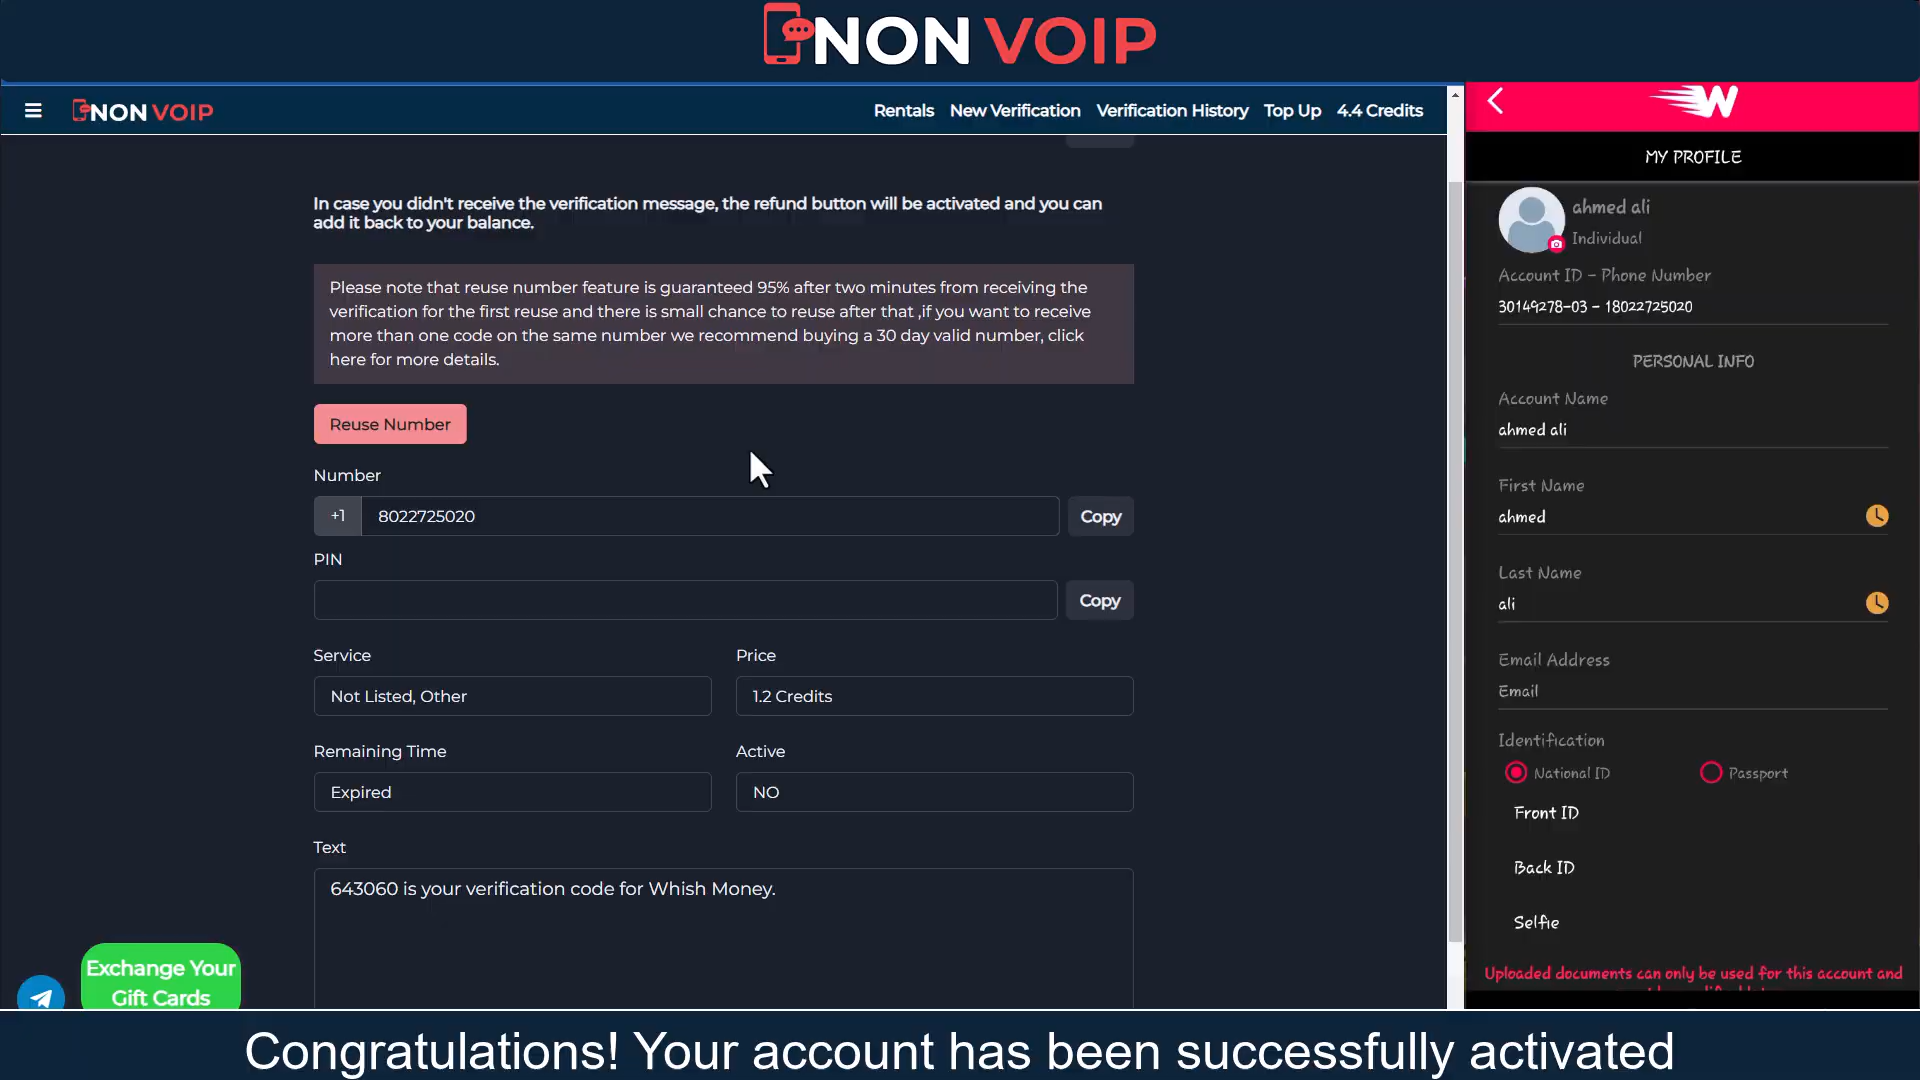 NON VOIP
NON VOIP
Rentals New Verification Verification History Top Up 4.4 Credits
In case you didn't receive the verification message, the refund button will be activated and you can
add it back to your balance.
Please note that reuse number feature is guaranteed 95% after two minutes from receiving the
verification for the first reuse and there is small chance to reuse after that ,if you want to receive
more than one code on the same number we recommend buying a 30 day valid number, click
here for more details.
Reuse Number
Number
+1 8022725020 Copy
PIN
Copy
Service Price
Not Listed, Other 1.2 Credits
Remaining Time Active
Expired NO
Text
643060 is your verification code for Whish Money.
Exchange Your
Gift Cards
W
MY PROFILE
ahmed ali
Individual
Account ID - Phone Number
30149278-03 - 18022725020
PERSONAL INFO
Account Name
ahmed ali
First Name
ahmed
Last Name
ali
Email Address
Email
Identification
National ID Passport
Front ID
Back ID
Selfie
Uploaded documents can only be used for this account and
Congratulations! Your account has been successfully activated